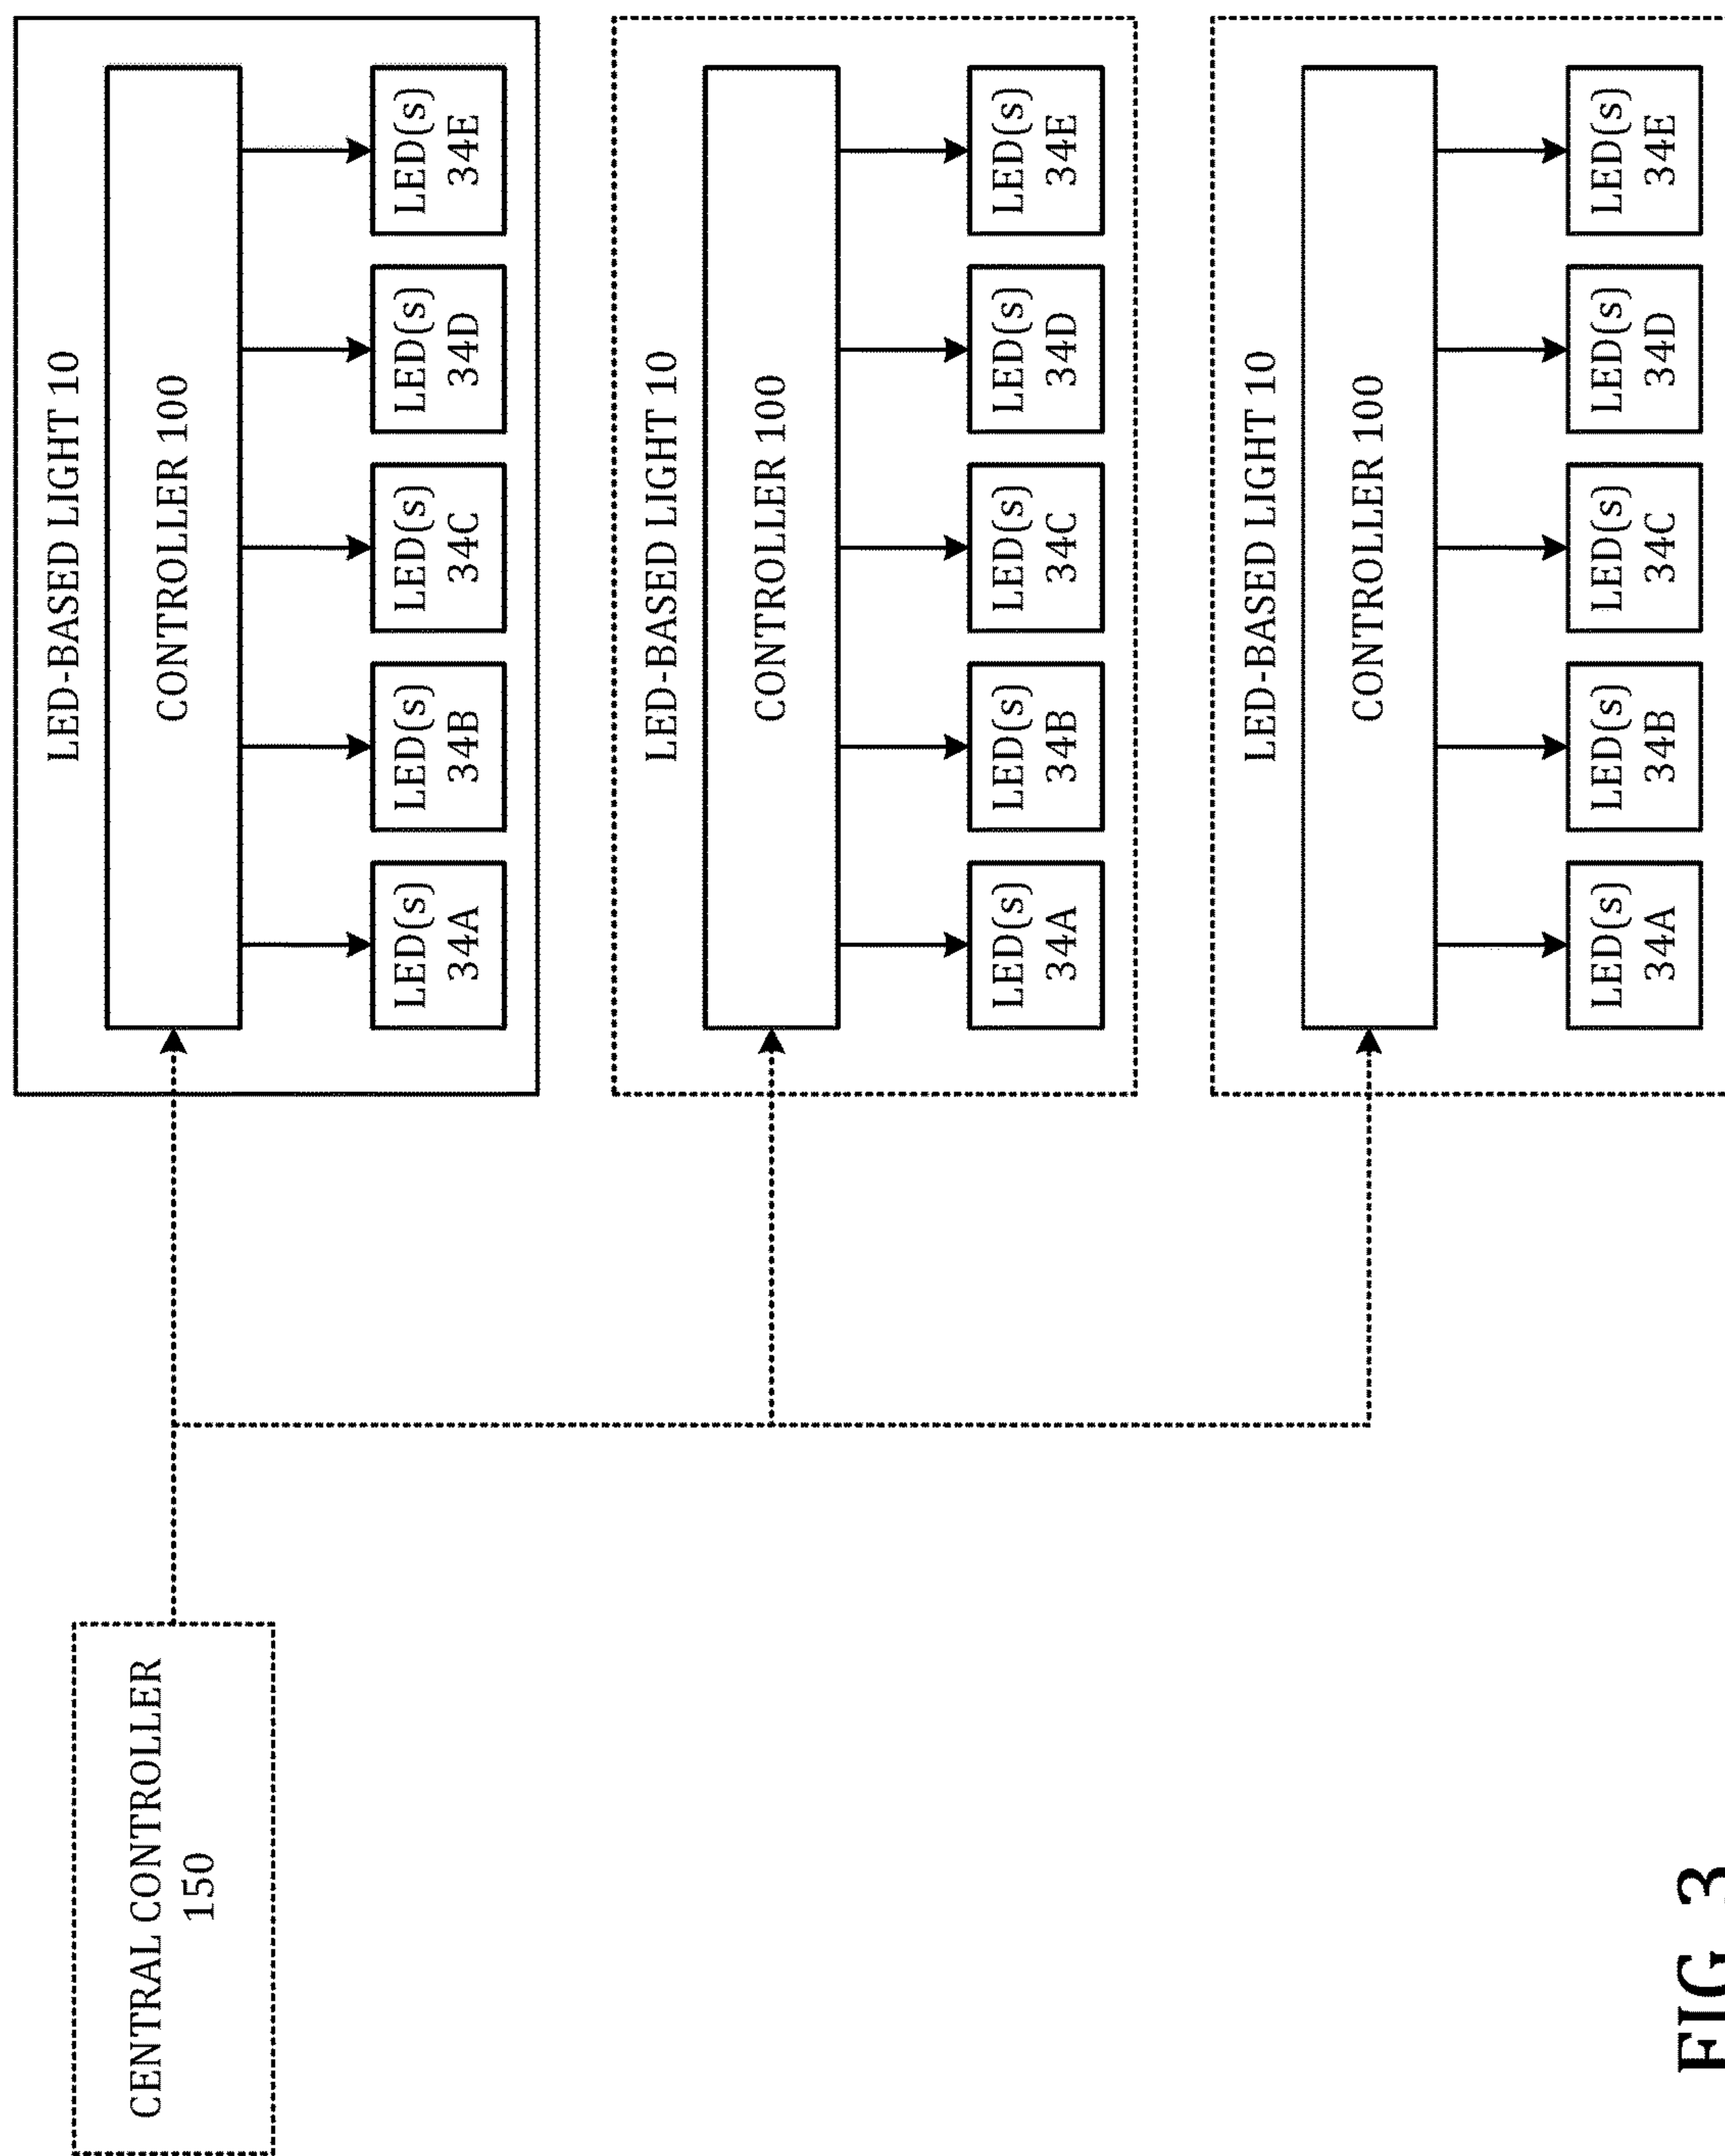 CENTRAL CONTROLLER
150
LED-BASED LIGHT 10
CONTROLLER 100
LED(s)
34A
LED(s)
34B
LED(s)
34C
LED(s)
34D
LED(s)
34E
LED-BASED LIGHT 10
CONTROLLER 100
LED(s)
34A
LED(s)
34B
LED(s)
34C
LED(s)
34D
LED(s)
34E
LED-BASED LIGHT 10
CONTROLLER 100
LED(s)
34A
LED(s)
34B
LED(s)
34C
LED(s)
34D
LED(s)
34E
FIG 3